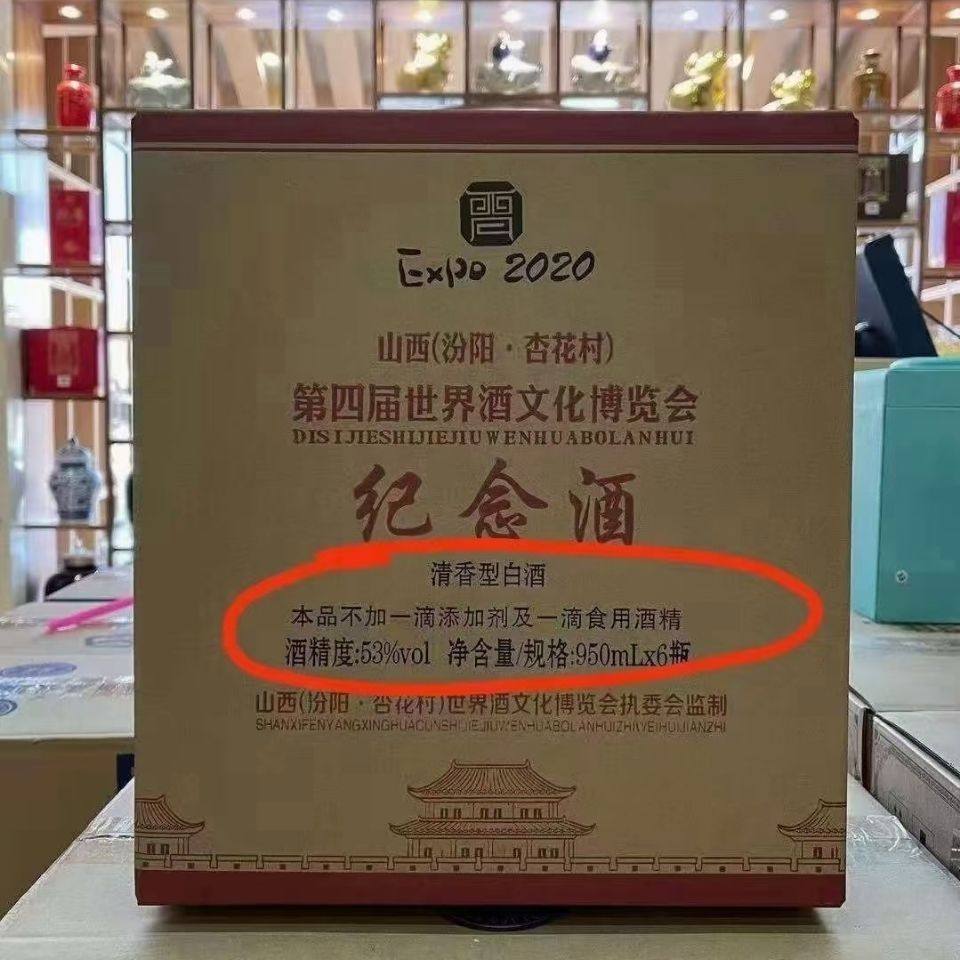 晋
Expo 2020
山西(汾阳·杏花村)
第四届世界酒文化博览会
DISIJIESHIJIEJIUWENHUABOLANHUI
纪念酒
清香型白酒
本品不加一滴添加剂及一滴食用酒精
酒精度:53%vol 净含量/规格:950mLx6瓶
山西(汾阳·杏花村)世界酒文化博览会执委会监制
SHANXIFENYANGXINGHUACUNSHIJIEJIUWENHUABOLANHUIZHIWEIHUIJIANZHI